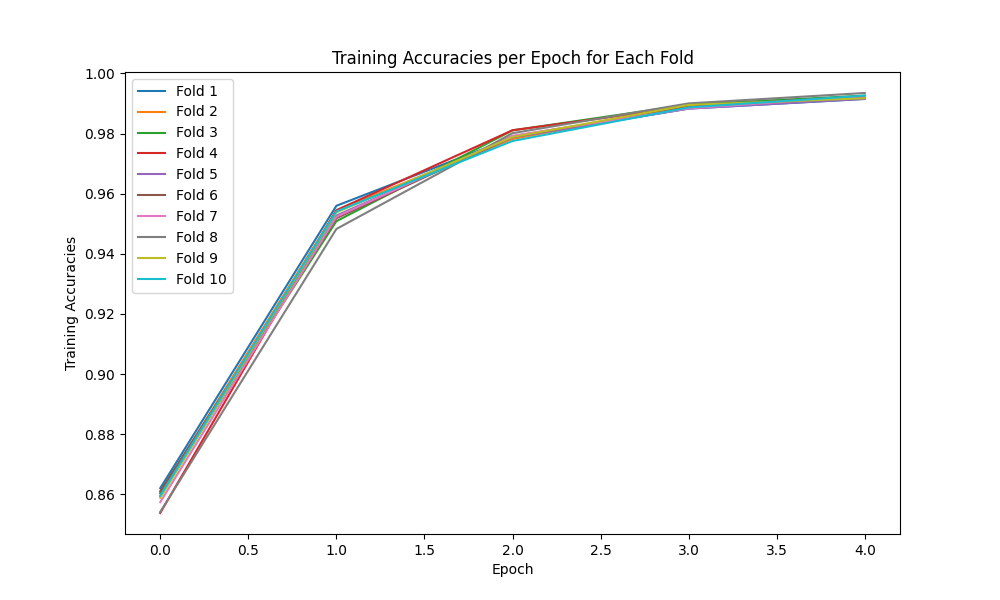 Training Accuracies per Epoch for Each Fold
Training Accuracies
1.00
0.98
0.96
0.94
0.92
0.90
0.88
0.86
Fold 1
Fold 2
Fold 3
Fold 4
Fold 5
Fold 6
Fold 7
Fold 8
Fold 9
Fold 10
0.0 0.5 1.0 1.5 2.0 2.5 3.0 3.5 4.0
Epoch